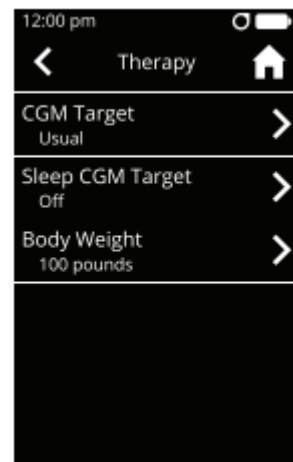 12:00 pm
Therapy
CGM Target
Usual
Sleep CGM Target
Off
Body Weight
100 pounds